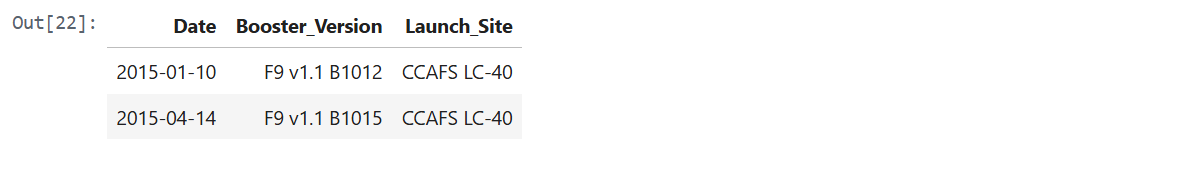 Out[22]: Date Booster_Version Launch_Site
2015-01-10 F9 v1.1 B1012 CCAFS LC-40
2015-04-14 F9 v1.1 B1015 CCAFS LC-40